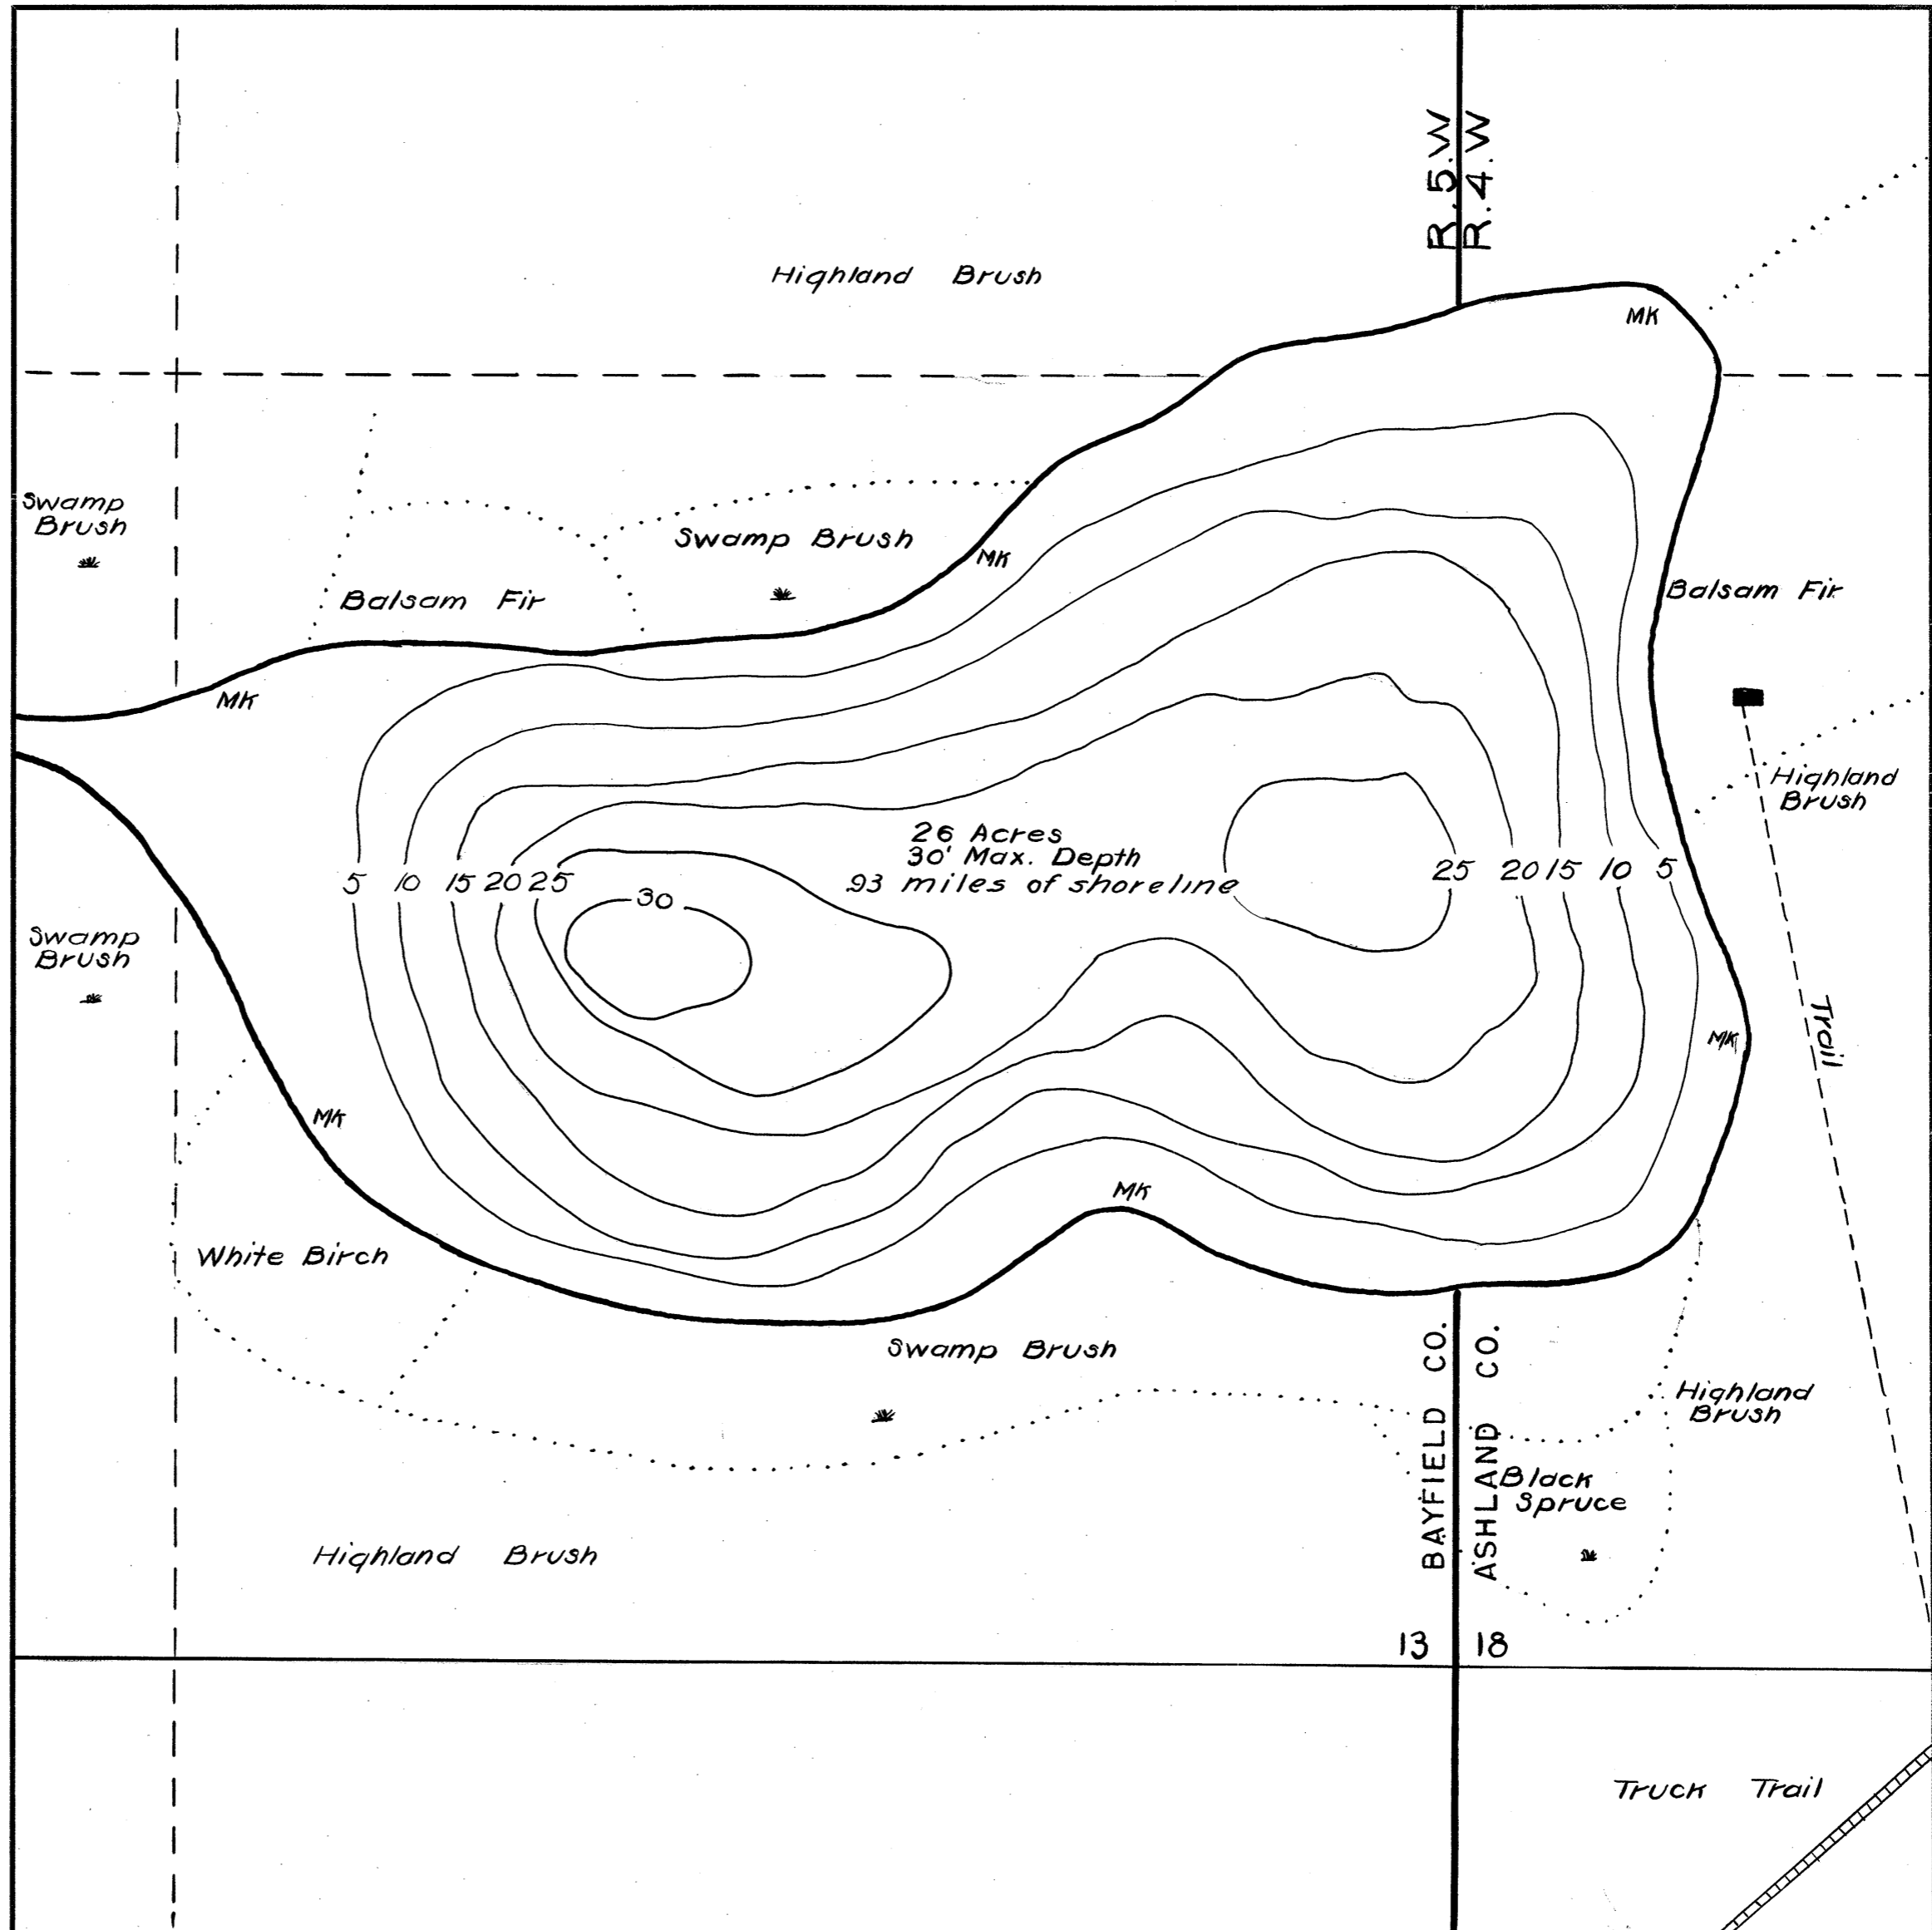 R.5.W
R.4.W
Highland Brush
MK
Swamp
Brush
Swamp Brush
MK
Balsam Fir
Balsam Fir
MK
Highland
Brush
26 Acres
30' Max. Depth
.93 miles of shoreline
5 10 15 20 25
25 20 15 10 5
30
Swamp
Brush
Trail
MK
MK
MK
White Birch
Swamp Brush
BAYFIELD CO.
ASHLAND CO.
Highland
Brush
Black
Spruce
Highland Brush
13 18
Truck Trail